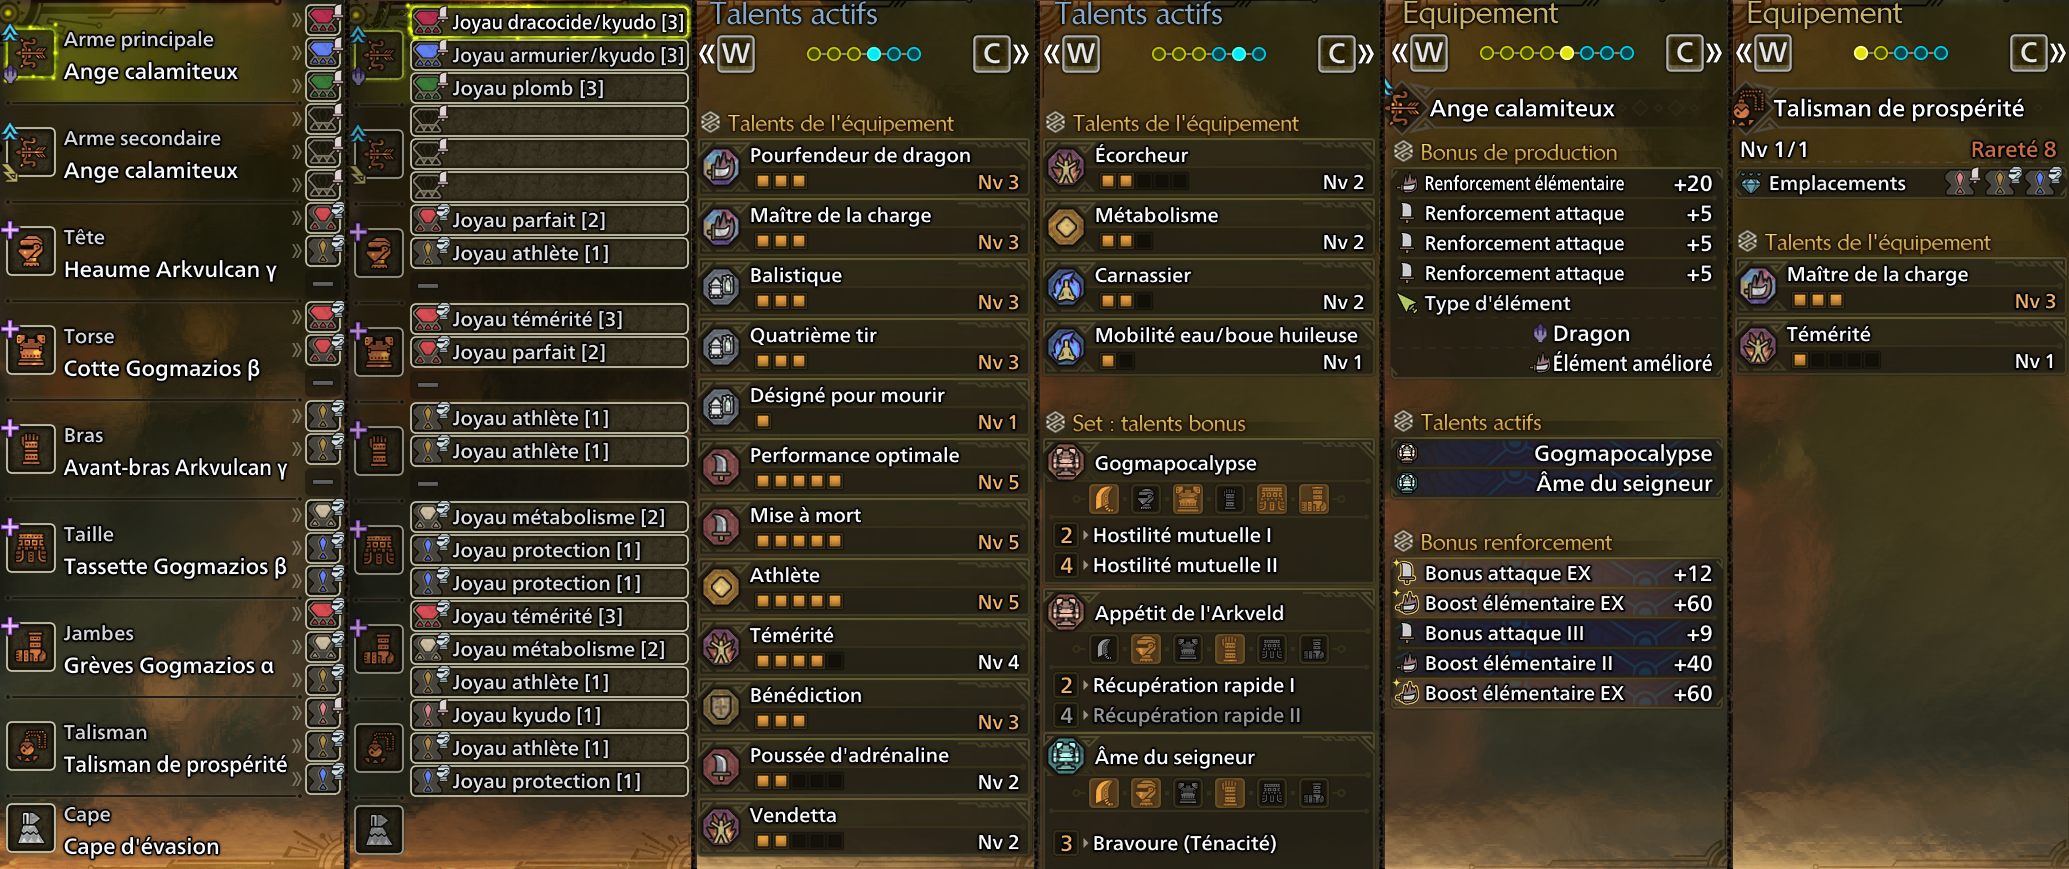 Arme principale
Ange calamiteux
Arme secondaire
Ange calamiteux
Tête
Heaume Arkvulcan γ
Torse
Cotte Gogmazios β
Bras
Avant-bras Arkvulcan γ
Taille
Tassette Gogmazios β
Jambes
Grèves Gogmazios α
Talisman
Talisman de prospérité
Cape
Cape d'évasion
Joyau dracocide/kyudo [3]
Joyau armurier/kyudo [3]
Joyau plomb [3]
Joyau parfait [2]
Joyau athlète [1]
Joyau témérité [3]
Joyau parfait [2]
Joyau athlète [1]
Joyau athlète [1]
Joyau métabolisme [2]
Joyau protection [1]
Joyau protection [1]
Joyau témérité [3]
Joyau métabolisme [2]
Joyau athlète [1]
Joyau kyudo [1]
Joyau athlète [1]
Joyau protection [1]
Talents actifs
W C
Talents de l'équipement
Pourfendeur de dragon
Nv 3
Maître de la charge
Nv 3
Balistique
Nv 3
Quatrième tir
Nv 3
Désigné pour mourir
Nv 1
Performance optimale
Nv 5
Mise à mort
Nv 5
Athlète
Nv 5
Témérité
Nv 4
Bénédiction
Nv 3
Poussée d'adrénaline
Nv 2
Vendetta
Nv 2
Talents actifs
W C
Talents de l'équipement
Écorcheur
Nv 2
Métabolisme
Nv 2
Carnassier
Nv 2
Mobilité eau/boue huileuse
Nv 1
Set : talents bonus
Gogmapocalypse
2 Hostilité mutuelle I
4 Hostilité mutuelle II
Appétit de l'Arkveld
2 Récupération rapide I
4 Récupération rapide II
Âme du seigneur
3 Bravoure (Ténacité)
Equipement
W C
Ange calamiteux
Bonus de production
Renforcement élémentaire +20
Renforcement attaque +5
Renforcement attaque +5
Renforcement attaque +5
Type d'élément
Dragon
Élément amélioré
Talents actifs
Gogmapocalypse
Âme du seigneur
Bonus renforcement
Bonus attaque EX +12
Boost élémentaire EX +60
Bonus attaque III +9
Boost élémentaire II +40
Boost élémentaire EX +60
Equipement
W C
Talisman de prospérité
Nv 1/1 Rareté 8
Emplacements
Talents de l'équipement
Maître de la charge
Nv 3
Témérité
Nv 1